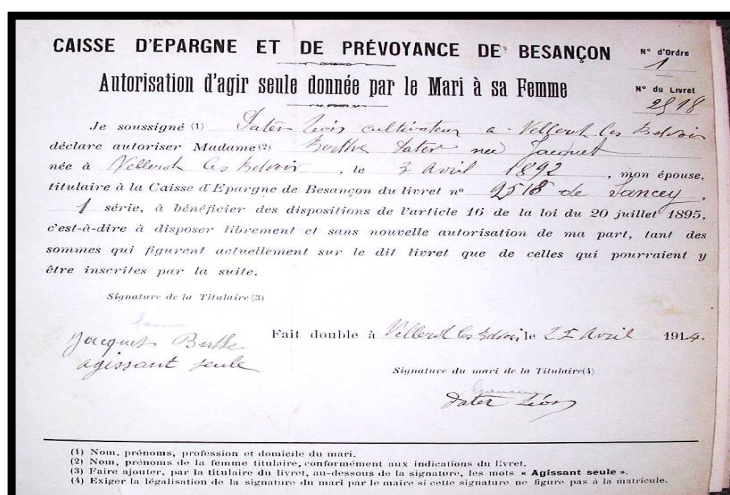 CAISSE D'EPARGNE ET DE PRÉVOYANCE DE BESANÇON
N° d'Ordre
1
Autorisation d'agir seule donnée par le Mari à sa Femme
N° du Livret
2518
Je soussigné (1) Pater Léon cultivateur a Vellerot les Belvoir
déclare autoriser Madame (2) Berthe Pater nee Jacquet
née à Vellerot les Belvoir, le 3 Avril 1892, mon épouse,
titulaire à la Caisse d'Epargne de Besançon du livret n° 2518 de Sancey,
1 série, à bénéficier des dispositions de l'article 16 de la loi du 20 juillet 1895,
c'est-à-dire à disposer librement et sans nouvelle autorisation de ma part, tant des
sommes qui figurent actuellement sur le dit livret que de celles qui pourraient y
être inscrites par la suite.
Signature de la Titulaire (3)
Fait double à Vellerot les Belvoir le 25 Avril 1914.
Jacquet Berthe
agissant seule
Signature du mari de la Titulaire (4)
Pater Léon
(1) Nom, prénoms, profession et domicile du mari.
(2) Nom, prénoms de la femme titulaire, conformément aux indications du livret.
(3) Faire ajouter, par la titulaire du livret, au-dessous de la signature, les mots « Agissant seule ».
(4) Exiger la légalisation de la signature du mari par le maire si cette signature ne figure pas à la matricule.